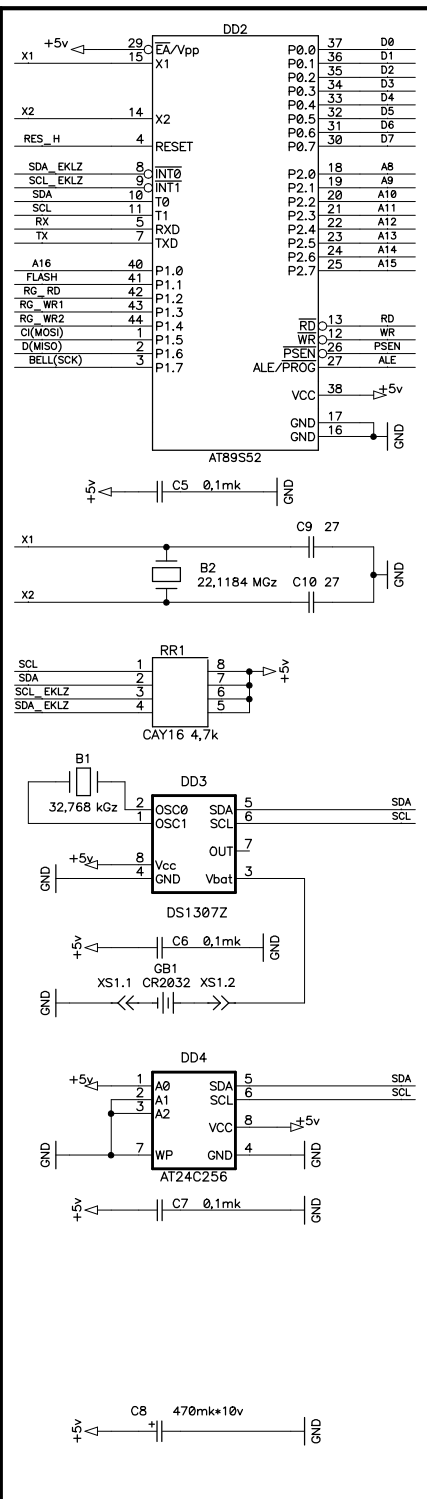 DD2
+5v 29 EA/Vpp P0.0 37 D0
X1 15 X1 P0.1 36 D1
P0.2 35 D2
P0.3 34 D3
P0.4 33 D4
X2 14 X2 P0.5 32 D5
P0.6 31 D6
RES_H 4 RESET P0.7 30 D7
SDA_EKLZ 8 INT0 P2.0 18 A8
SCL_EKLZ 9 INT1 P2.1 19 A9
SDA 10 T0 P2.2 20 A10
SCL 11 T1 P2.3 21 A11
RX 5 RXD P2.4 22 A12
TX 7 TXD P2.5 23 A13
P2.6 24 A14
A16 40 P1.0 P2.7 25 A15
FLASH 41 P1.1
RG_RD 42 P1.2
RG_WR1 43 P1.3
RG_WR2 44 P1.4 RD 13 RD
CI(MOSI) 1 P1.5 WR 12 WR
D(MISO) 2 P1.6 PSEN 26 PSEN
BELL(SCK) 3 P1.7 ALE/PROG 27 ALE
VCC 38 +5v
GND 17
GND 16 GND
AT89S52
+5v C5 0,1mk GND
C9 27
X1
B2
22,1184 MGz
GND
X2 C10 27
RR1
SCL 1 8 +5v
SDA 2 7
SCL_EKLZ 3 6
SDA_EKLZ 4 5
CAY16 4,7k
B1
32,768 kGz
DD3
2 OSC0 SDA 5 SDA
1 OSC1 SCL 6 SCL
OUT 7
+5v 8 Vcc
GND 4 GND Vbat 3
DS1307Z
+5v C6 0,1mk GND
GB1
XS1.1 CR2032 XS1.2
GND
DD4
+5v 1 A0 SDA 5 SDA
2 A1 SCL 6 SCL
3 A2
VCC 8 +5v
GND 7 WP GND 4 GND
AT24C256
+5v C7 0,1mk GND
C8 470mk*10v
+5v + GND